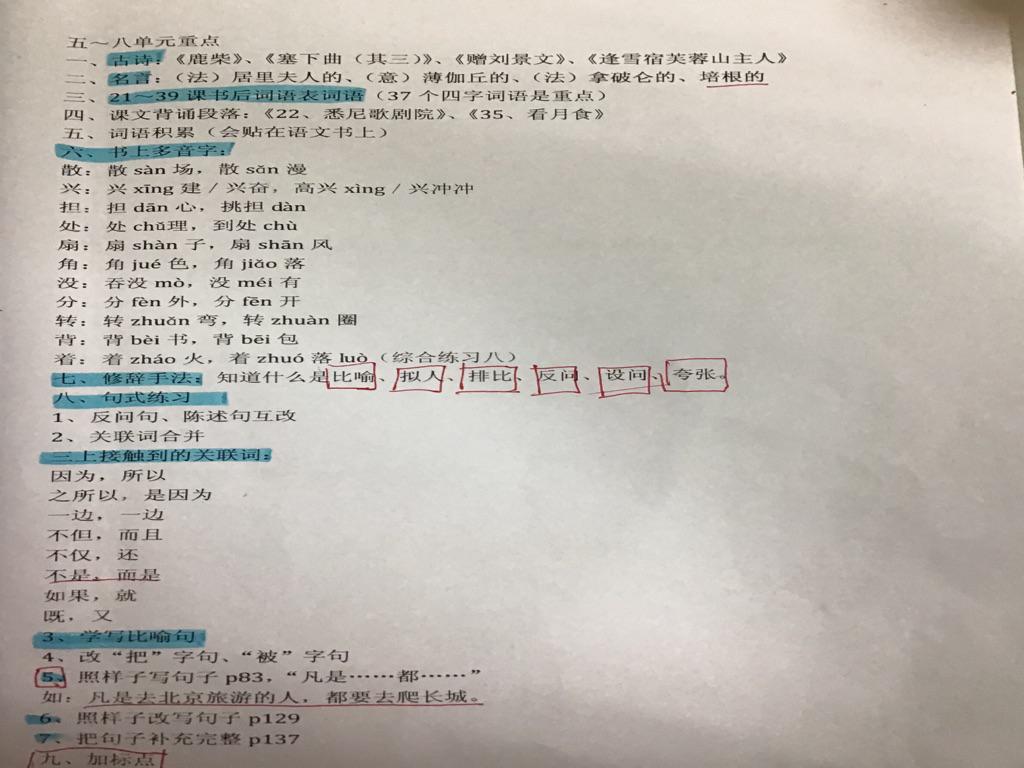 五～八单元重点
一、古诗：《鹿柴》、《塞下曲（其三）》、《赠刘景文》、《逢雪宿芙蓉山主人》
二、名言：（法）居里夫人的、（意）薄伽丘的、（法）拿破仑的、培根的
三、21～39 课书后词语表词语（37 个四字词语是重点）
四、课文背诵段落：《22、悉尼歌剧院》、《35、看月食》
五、词语积累（会贴在语文书上）
六、书上多音字：
散：散 sàn 场，散 sǎn 漫
兴：兴 xīng 建 / 兴奋，高兴 xìng / 兴冲冲
担：担 dān 心，挑担 dàn
处：处 chǔ理，到处 chù
扇：扇 shàn 子，扇 shān 风
角：角 jué 色，角 jiǎo 落
没：吞没 mò，没 méi 有
分：分 fèn 外，分 fēn 开
转：转 zhuǎn 弯，转 zhuàn 圈
背：背 bèi 书，背 bēi 包
着：着 zháo 火，着 zhuó 落 luò（综合练习八）
七、修辞手法：知道什么是比喻、拟人、排比、反问、设问、夸张。
八、句式练习
1、反问句、陈述句互改
2、关联词合并
三上接触到的关联词：
因为，所以
之所以，是因为
一边，一边
不但，而且
不仅，还
不是，而是
如果，就
既，又
3、学写比喻句
4、改“把”字句、“被”字句
5、照样子写句子 p83，“凡是……都……”
如：凡是去北京旅游的人，都要去爬长城。
6、照样子改写句子 p129
7、把句子补充完整 p137
九、加标点